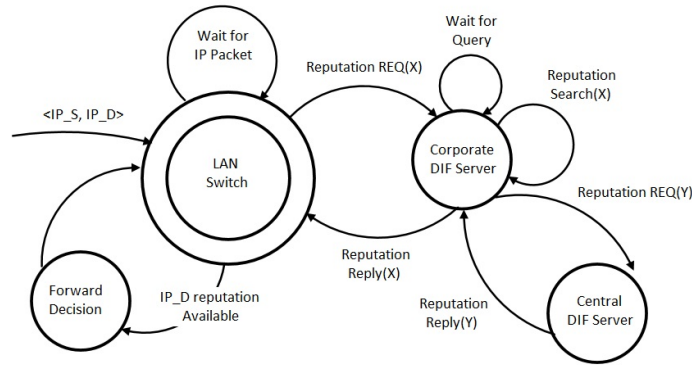 Wait for
IP Packet
Reputation REQ(X)
Wait for
Query
Reputation
Search(X)
<IP_S, IP_D>
LAN
Switch
Corporate
DIF Server
Reputation REQ(Y)
Reputation
Reply(X)
Forward
Decision
IP_D reputation
Available
Reputation
Reply(Y)
Central
DIF Server